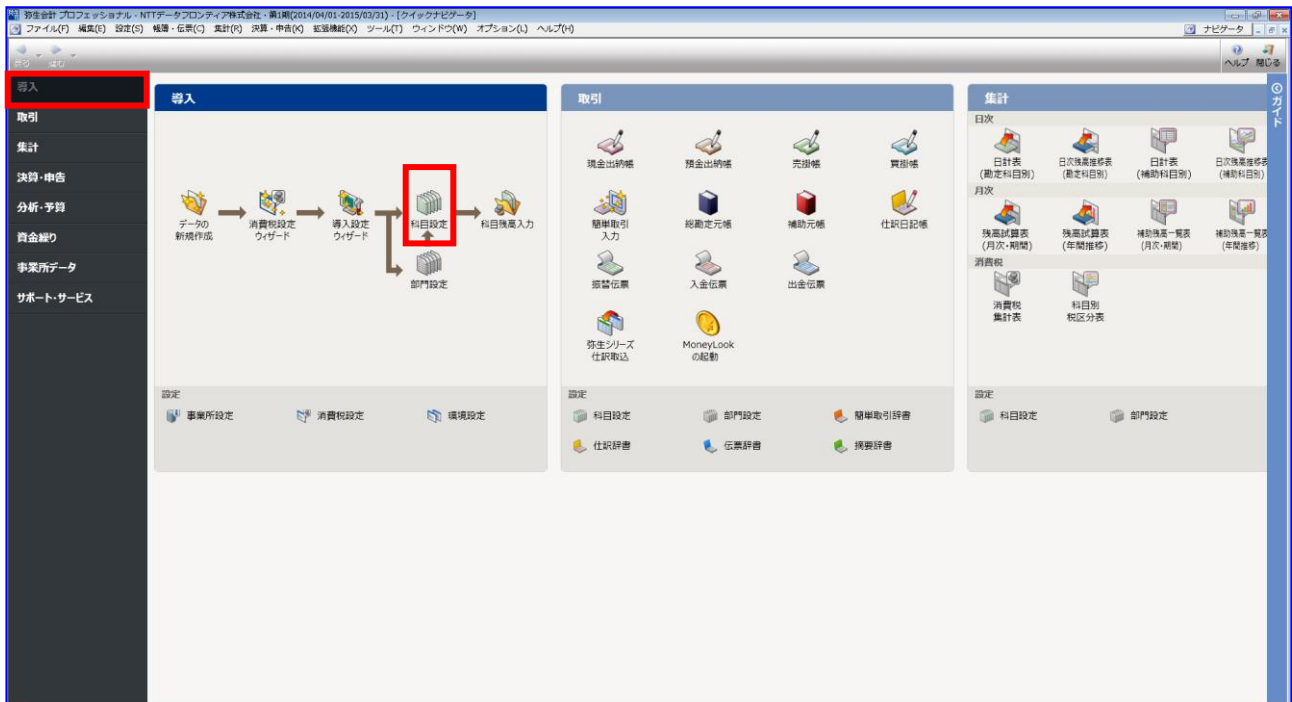 弥生会計 プロフェッショナル - NTTデータフロンティア株式会社 - 第1期(2014/04/01-2015/03/31) - [クイックナビゲータ]
ファイル(F) 編集(E) 設定(S) 帳簿・伝票(C) 集計(R) 決算・申告(K) 拡張機能(X) ツール(T) ウィンドウ(W) オプション(L) ヘルプ(H)
ナビゲータ
戻る 進む
ヘルプ 閉じる
導入
取引
集計
決算・申告
分析・予算
資金繰り
事業所データ
サポート・サービス
導入
データの
新規作成
消費税設定
ウィザード
導入設定
ウィザード
科目設定
科目残高入力
部門設定
設定
事業所設定 消費税設定 環境設定
取引
現金出納帳 預金出納帳 売掛帳 買掛帳
簡単取引
入力
総勘定元帳 補助元帳 仕訳日記帳
振替伝票 入金伝票 出金伝票
弥生シリーズ
仕訳取込
MoneyLook
の起動
設定
科目設定 部門設定 簡単取引辞書
仕訳辞書 伝票辞書 摘要辞書
集計
日次
日計表
(勘定科目別)
日次残高推移表
(勘定科目別)
日計表
(補助科目別)
日次残高推移表
(補助科目別)
月次
残高試算表
(月次・期間)
残高試算表
(年間推移)
補助残高一覧表
(月次・期間)
補助残高一覧表
(年間推移)
消費税
消費税
集計表
科目別
税区分表
設定
科目設定 部門設定
ガイド